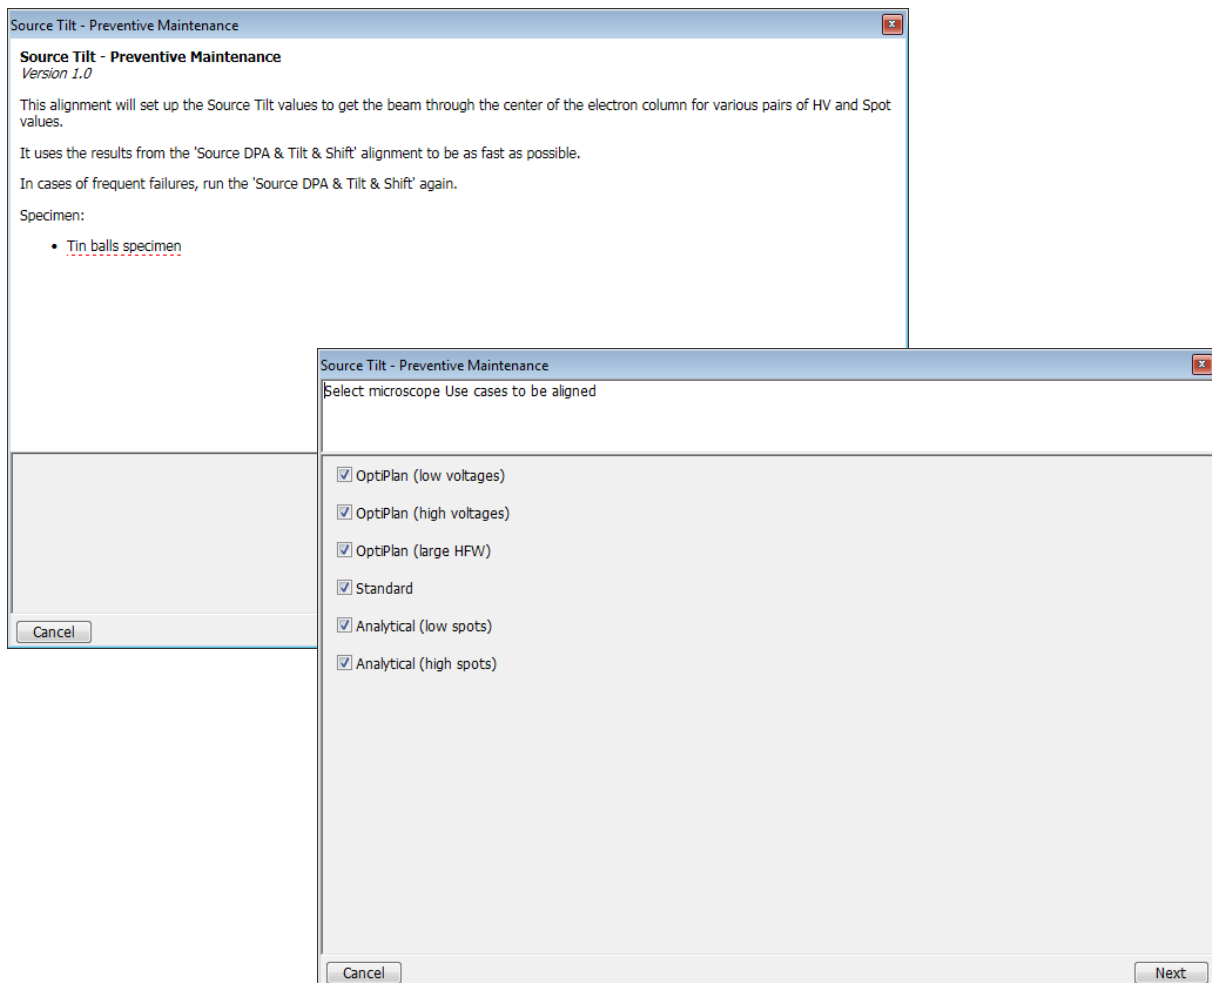 Source Tilt - Preventive Maintenance
Source Tilt - Preventive Maintenance
Version 1.0
This alignment will set up the Source Tilt values to get the beam through the center of the electron column for various pairs of HV and Spot
values.
It uses the results from the 'Source DPA & Tilt & Shift' alignment to be as fast as possible.
In cases of frequent failures, run the 'Source DPA & Tilt & Shift' again.
Specimen:
• Tin balls specimen
Cancel
Source Tilt - Preventive Maintenance
Select microscope Use cases to be aligned
OptiPlan (low voltages)
OptiPlan (high voltages)
OptiPlan (large HFW)
Standard
Analytical (low spots)
Analytical (high spots)
Cancel
Next